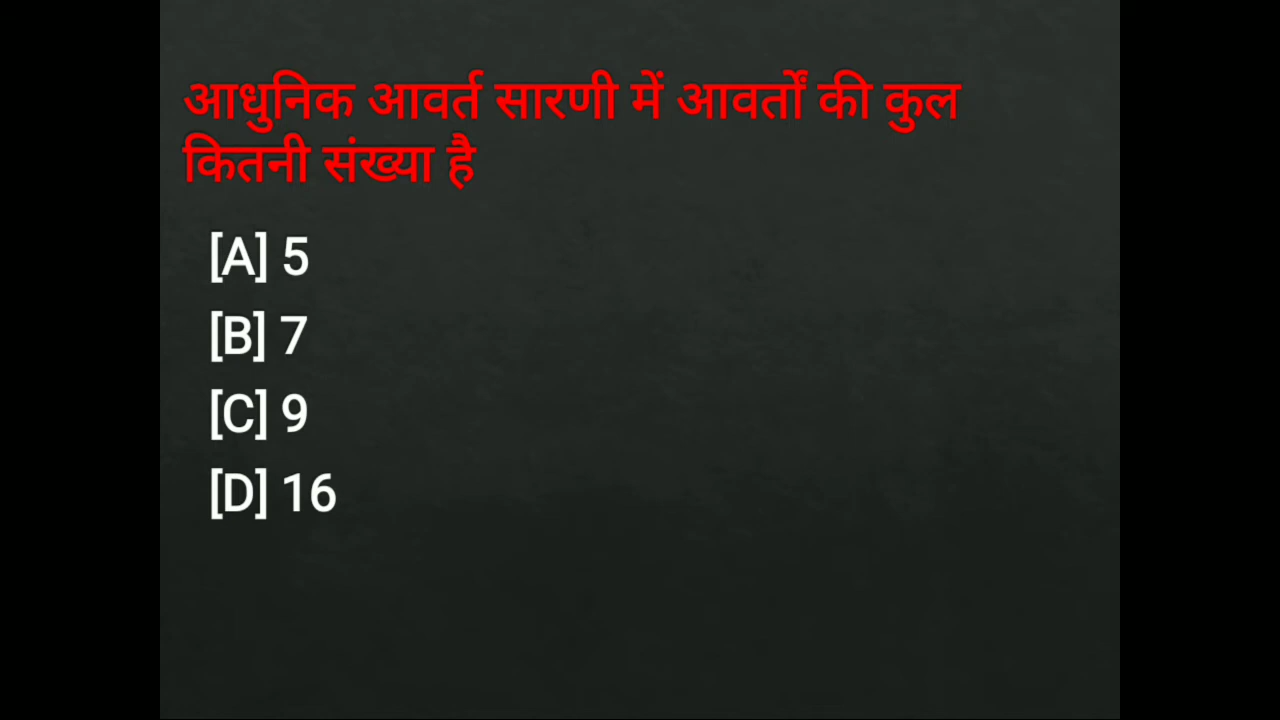 आधुनिक आवर्त सारणी में आवर्तों की कुल
कितनी संख्या है
[A] 5
[B] 7
[C] 9
[D] 16